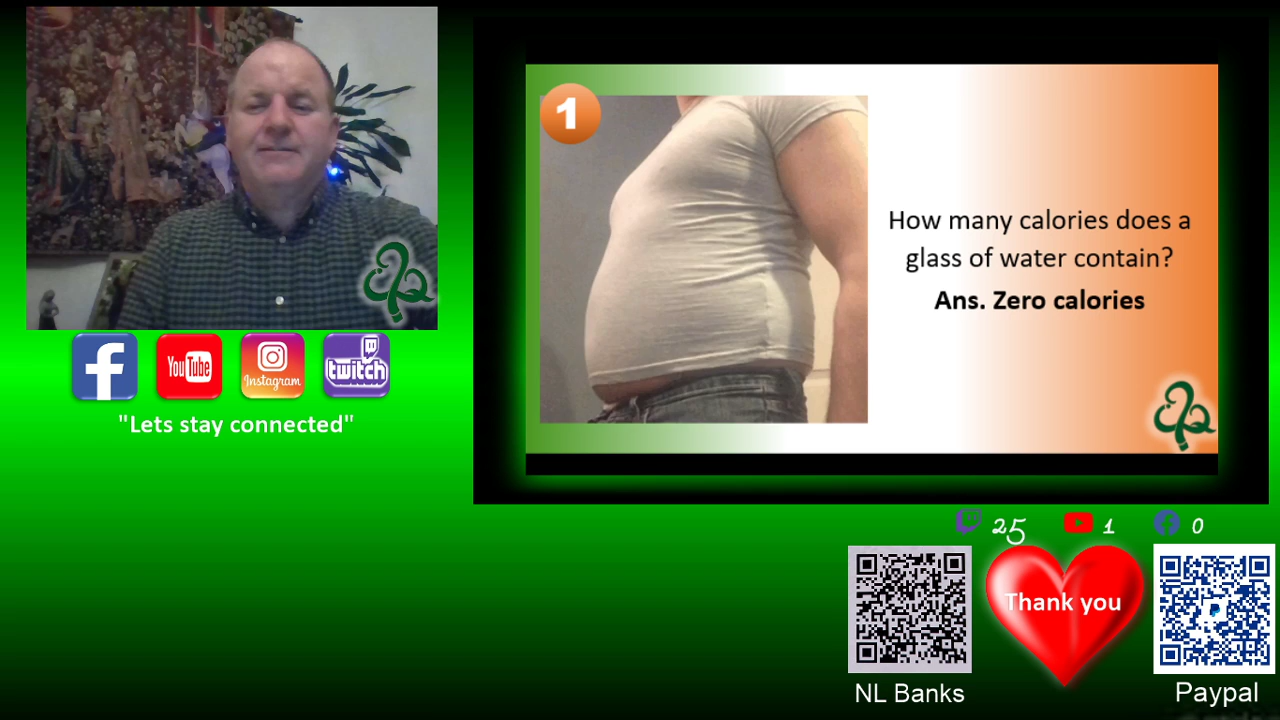 1
How many calories does a
glass of water contain?
Ans. Zero calories
f
YouTube
Instagram
twitch
"Lets stay connected"
25
1
0
Thank you
NL Banks
Paypal